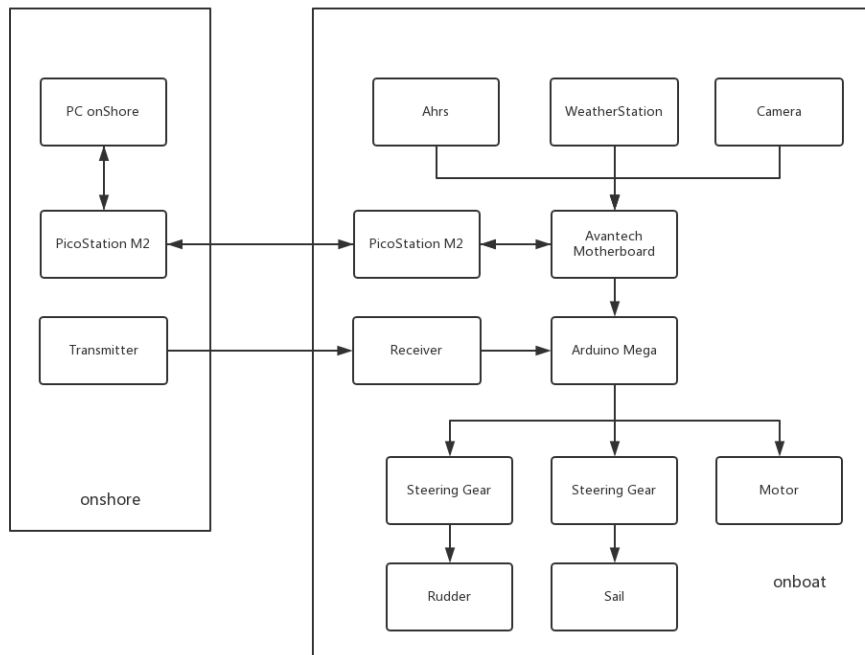 PC onShore
Ahrs
WeatherStation
Camera
PicoStation M2
PicoStation M2
Avantech
Motherboard
Transmitter
Receiver
Arduino Mega
Steering Gear
Steering Gear
Motor
onshore
Rudder
Sail
onboat